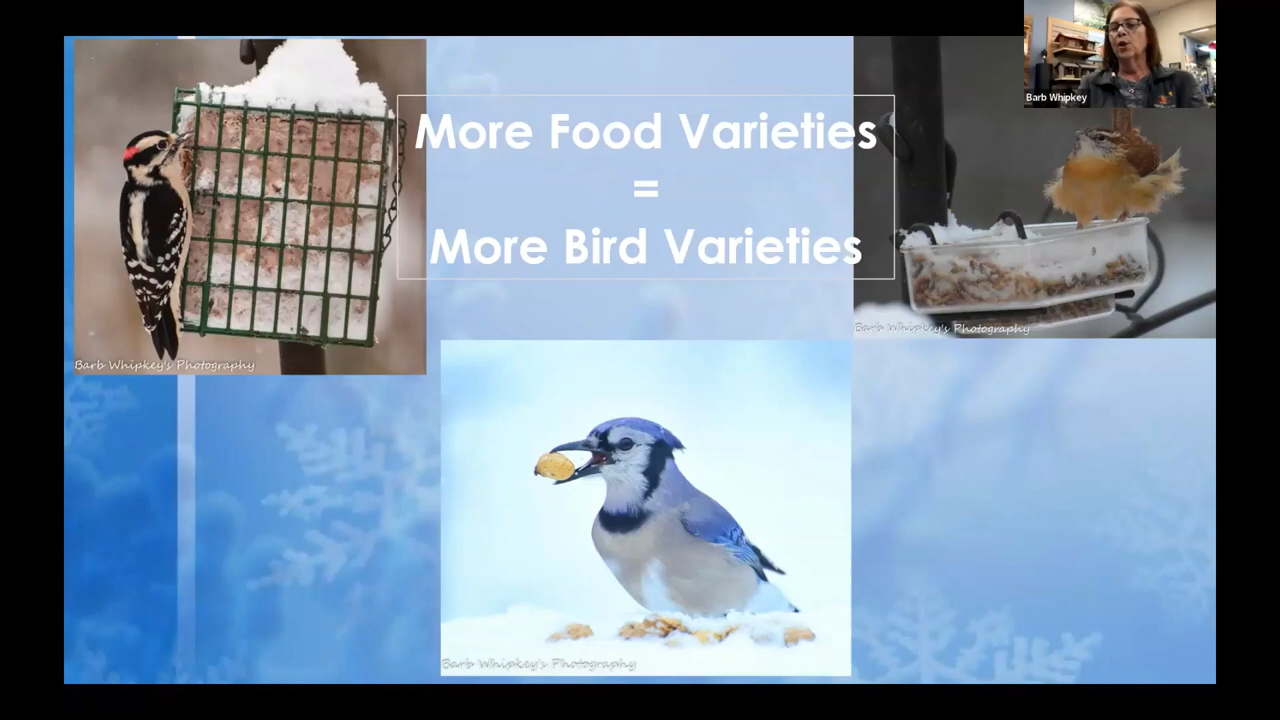 Barb Whipkey
More Food Varieties
=
More Bird Varieties
Barb Whipkey's Photography
Barb Whipkey's Photography
Barb Whipkey's Photography